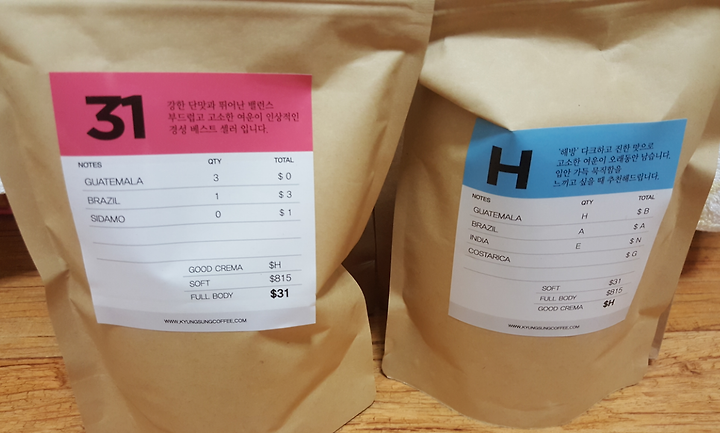 31
강한 단맛과 뛰어난 밸런스
부드럽고 고소한 여운이 인상적인
경성 베스트 셀러 입니다.
NOTES QTY TOTAL
GUATEMALA 3 $ 0
BRAZIL 1 $ 3
SIDAMO 0 $ 1
GOOD CREMA $H
SOFT $815
FULL BODY $31
WWW.KYUNGSUNGCOFFEE.COM
H
'해방' 다크하고 진한 맛으로
고소한 여운이 오래동안 남습니다.
입안 가득 묵직함을
느끼고 싶을 때 추천해드립니다.
NOTES QTY TOTAL
GUATEMALA H $ B
BRAZIL A $ A
INDIA E $ N
COSTARICA $ G
SOFT $31
FULL BODY $815
GOOD CREMA $H
WWW.KYUNGSUNGCOFFEE.COM